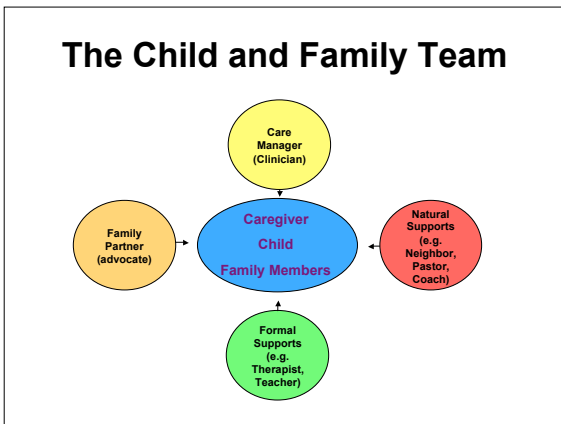 The Child and Family Team
Care
Manager
(Clinician)
Family
Partner
(advocate)
Caregiver
Child
Family Members
Natural
Supports
(e.g.
Neighbor,
Pastor,
Coach)
Formal
Supports
(e.g.
Therapist,
Teacher)